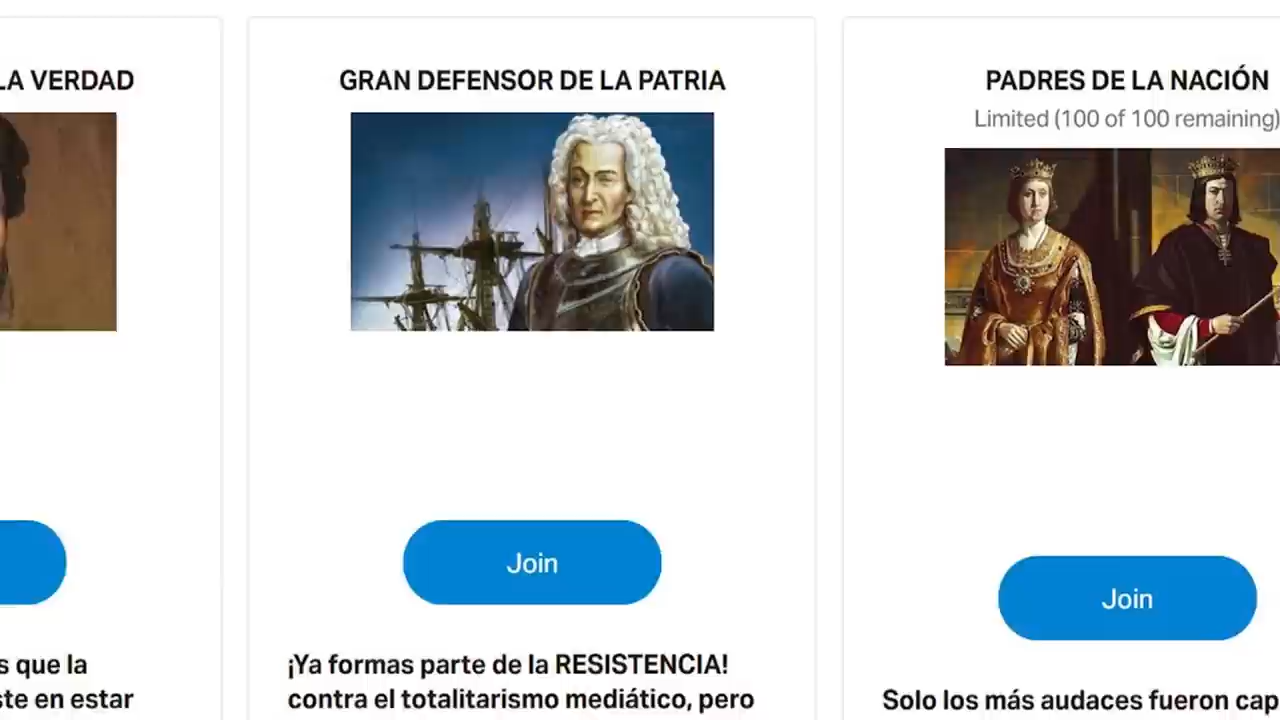 LA VERDAD
s que la
ste en estar
GRAN DEFENSOR DE LA PATRIA
Join
¡Ya formas parte de la RESISTENCIA!
contra el totalitarismo mediático, pero
PADRES DE LA NACIÓN
Limited (100 of 100 remaining)
Join
Solo los más audaces fueron cap